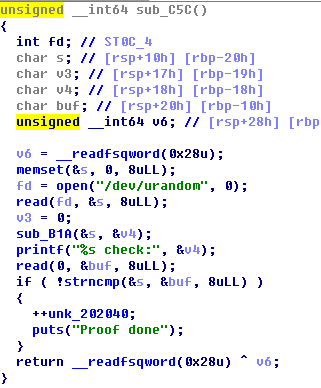 unsigned __int64 sub_C5C()
{
int fd; // ST0C_4
char s; // [rsp+10h] [rbp-20h]
char v3; // [rsp+17h] [rbp-19h]
char v4; // [rsp+18h] [rbp-18h]
char buf; // [rsp+20h] [rbp-10h]
unsigned __int64 v6; // [rsp+28h] [rbp
v6 = __readfsqword(0x28u);
memset(&s, 0, 8uLL);
fd = open("/dev/urandom", 0);
read(fd, &s, 8uLL);
v3 = 0;
sub_B1A(&s, &v4);
printf("%s check:", &v4);
read(0, &buf, 8uLL);
if ( !strncmp(&s, &buf, 8uLL) )
{
++unk_202040;
puts("Proof done");
}
return __readfsqword(0x28u) ^ v6;
}